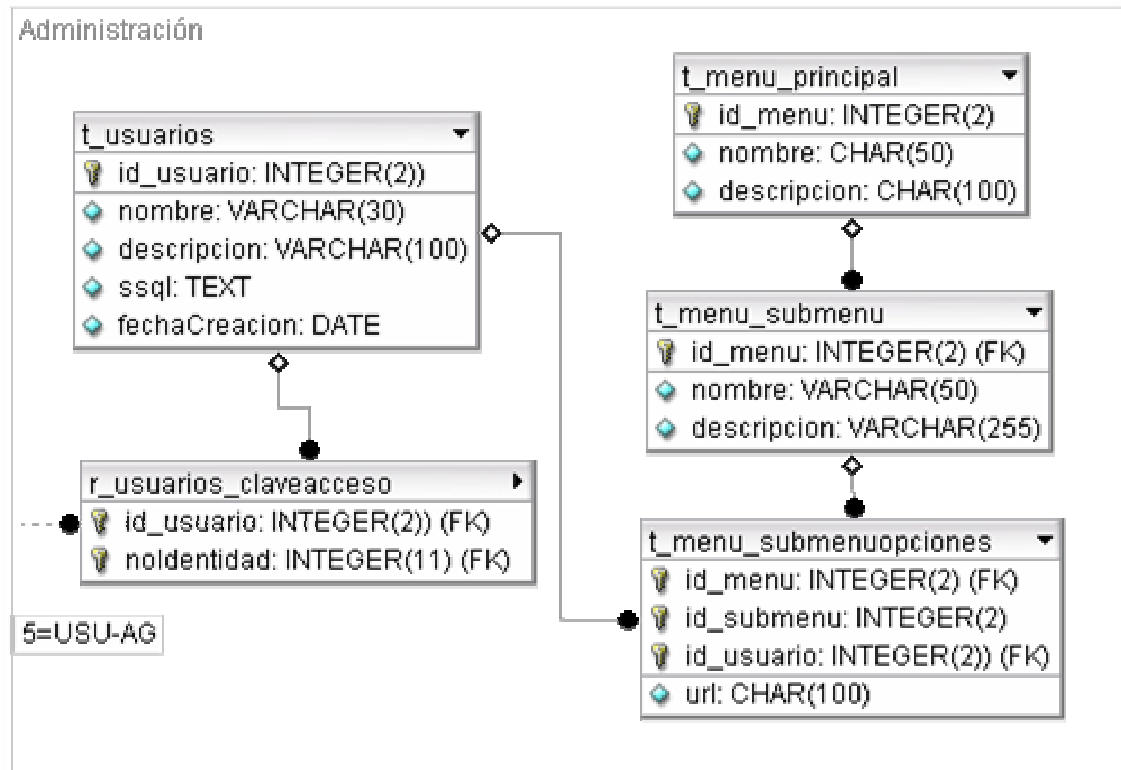 Administración
t_usuarios
id_usuario: INTEGER(2))
nombre: VARCHAR(30)
descripcion: VARCHAR(100)
ssql: TEXT
fechaCreacion: DATE
r_usuarios_claveacceso
id_usuario: INTEGER(2)) (FK)
noIdentidad: INTEGER(11) (FK)
5=USU-AG
t_menu_principal
id_menu: INTEGER(2)
nombre: CHAR(50)
descripcion: CHAR(100)
t_menu_submenu
id_menu: INTEGER(2) (FK)
nombre: VARCHAR(50)
descripcion: VARCHAR(255)
t_menu_submenuopciones
id_menu: INTEGER(2) (FK)
id_submenu: INTEGER(2)
id_usuario: INTEGER(2)) (FK)
url: CHAR(100)